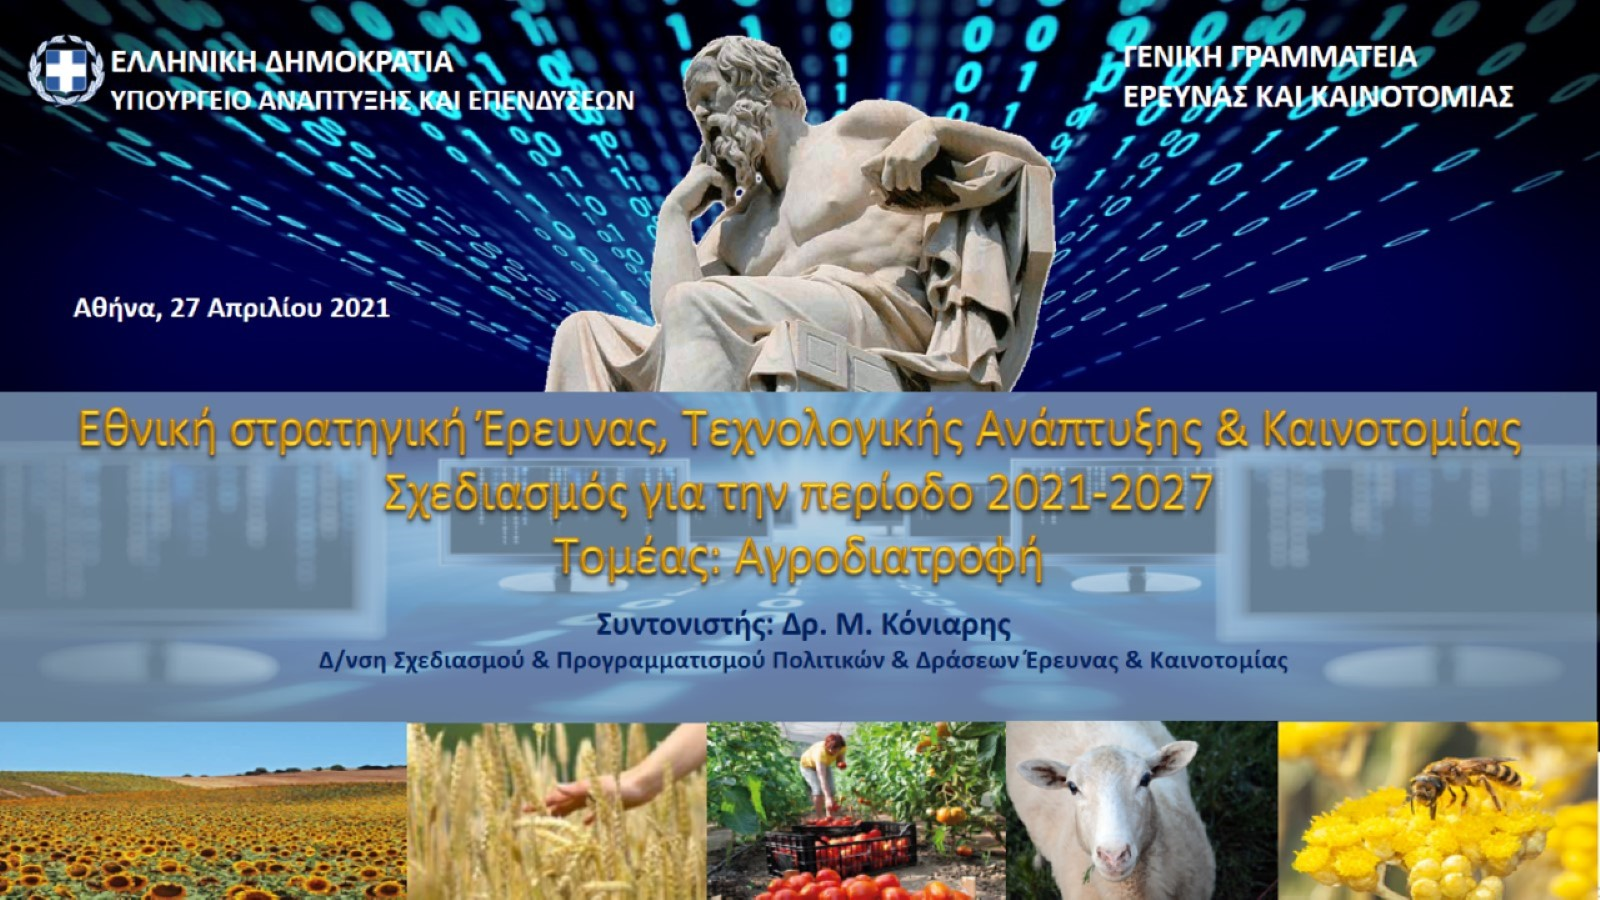 ΕΛΛΗΝΙΚΗ ΔΗΜΟΚΡΑΤΙΑ
ΥΠΟΥΡΓΕΙΟ ΑΝΑΠΤΥΞΗΣ ΚΑΙ ΕΠΕΝΔΥΣΕΩΝ
ΓΕΝΙΚΗ ΓΡΑΜΜΑΤΕΙΑ
ΕΡΕΥΝΑΣ ΚΑΙ ΚΑΙΝΟΤΟΜΙΑΣ
Αθήνα, 27 Απριλίου 2021
Εθνική στρατηγική Έρευνας, Τεχνολογικής Ανάπτυξης & Καινοτομίας
Σχεδιασμός για την περίοδο 2021-2027
Τομέας: Αγροδιατροφή
Συντονιστής: Δρ. Μ. Κόνιαρης
Δ/νση Σχεδιασμού & Προγραμματισμού Πολιτικών & Δράσεων Έρευνας & Καινοτομίας